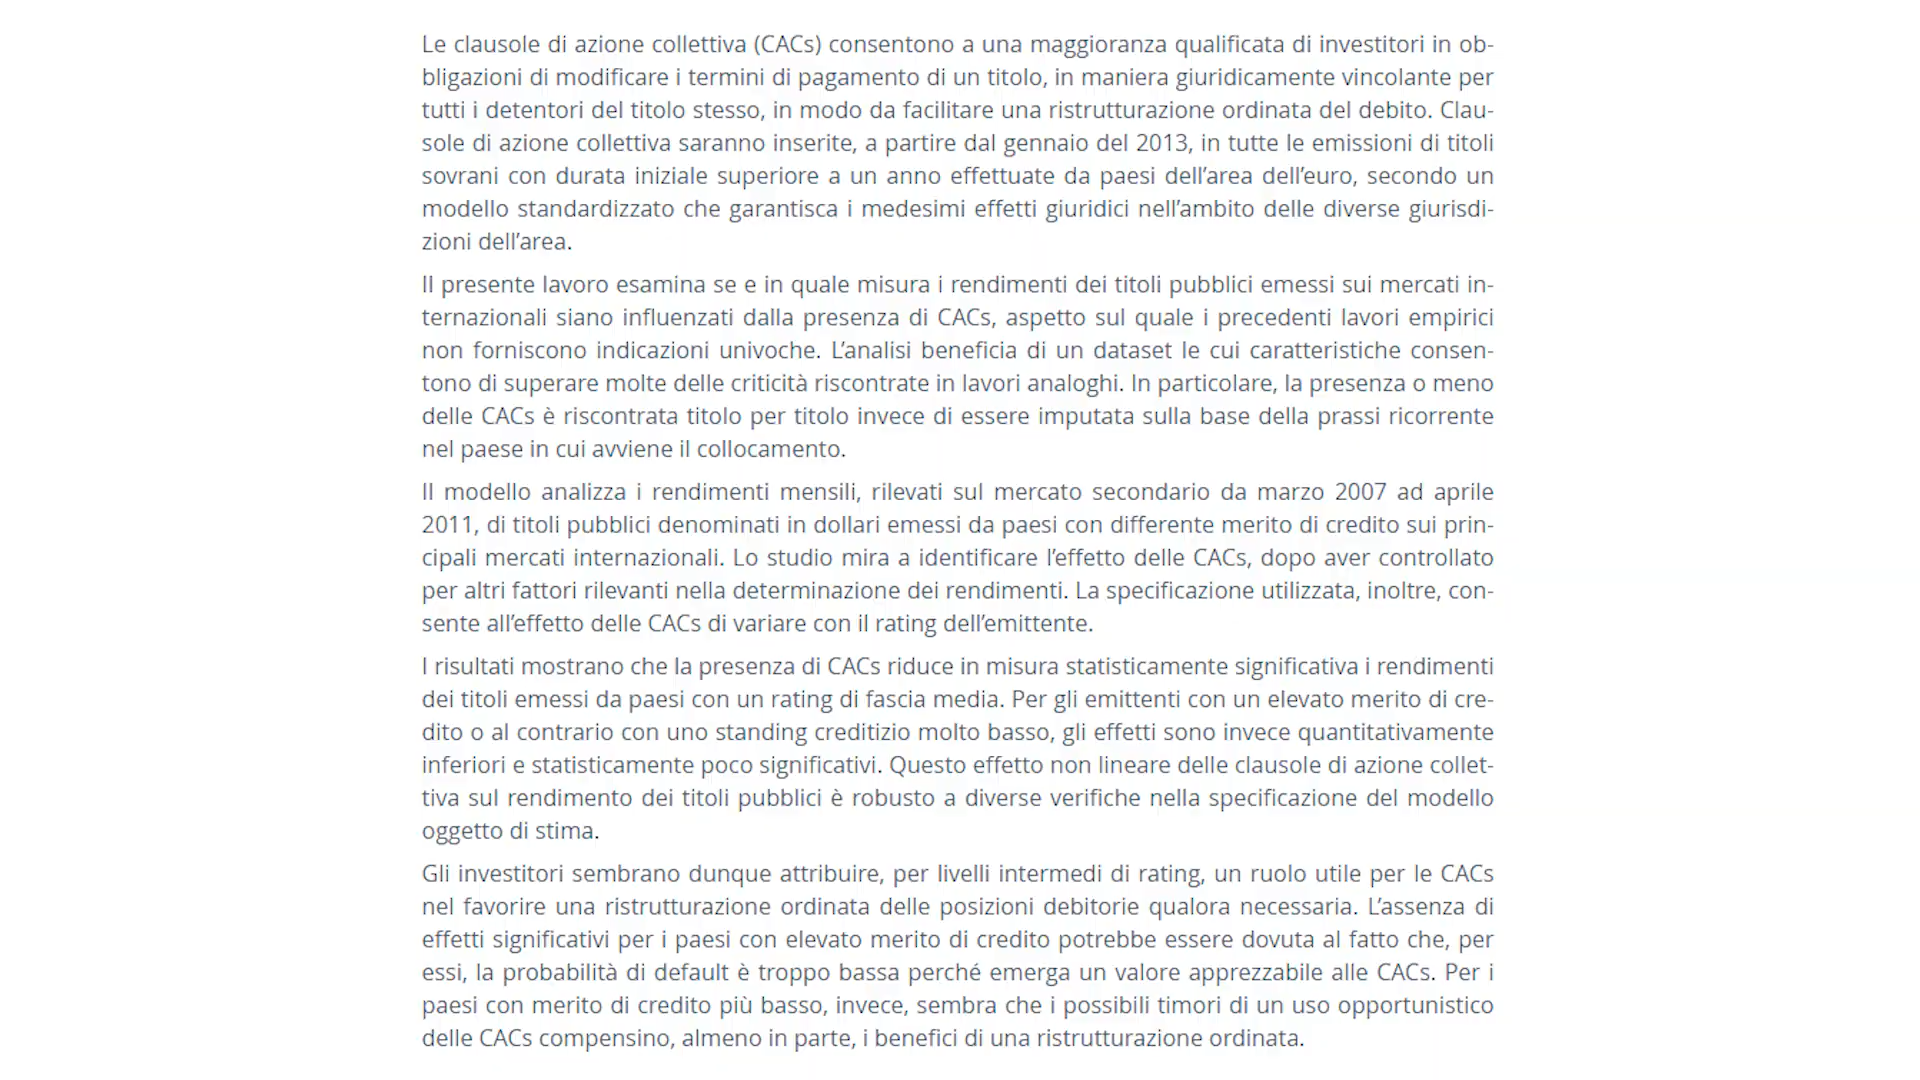 Le clausole di azione collettiva (CACs) consentono a una maggioranza qualificata di investitori in ob-
bligazioni di modificare i termini di pagamento di un titolo, in maniera giuridicamente vincolante per
tutti i detentori del titolo stesso, in modo da facilitare una ristrutturazione ordinata del debito. Clau-
sole di azione collettiva saranno inserite, a partire dal gennaio del 2013, in tutte le emissioni di titoli
sovrani con durata iniziale superiore a un anno effettuate da paesi dell’area dell’euro, secondo un
modello standardizzato che garantisca i medesimi effetti giuridici nell’ambito delle diverse giurisdi-
zioni dell’area.
Il presente lavoro esamina se e in quale misura i rendimenti dei titoli pubblici emessi sui mercati in-
ternazionali siano influenzati dalla presenza di CACs, aspetto sul quale i precedenti lavori empirici
non forniscono indicazioni univoche. L’analisi beneficia di un dataset le cui caratteristiche consen-
tono di superare molte delle criticità riscontrate in lavori analoghi. In particolare, la presenza o meno
delle CACs è riscontrata titolo per titolo invece di essere imputata sulla base della prassi ricorrente
nel paese in cui avviene il collocamento.
Il modello analizza i rendimenti mensili, rilevati sul mercato secondario da marzo 2007 ad aprile
2011, di titoli pubblici denominati in dollari emessi da paesi con differente merito di credito sui prin-
cipali mercati internazionali. Lo studio mira a identificare l’effetto delle CACs, dopo aver controllato
per altri fattori rilevanti nella determinazione dei rendimenti. La specificazione utilizzata, inoltre, con-
sente all’effetto delle CACs di variare con il rating dell’emittente.
I risultati mostrano che la presenza di CACs riduce in misura statisticamente significativa i rendimenti
dei titoli emessi da paesi con un rating di fascia media. Per gli emittenti con un elevato merito di cre-
dito o al contrario con uno standing creditizio molto basso, gli effetti sono invece quantitativamente
inferiori e statisticamente poco significativi. Questo effetto non lineare delle clausole di azione collet-
tiva sul rendimento dei titoli pubblici è robusto a diverse verifiche nella specificazione del modello
oggetto di stima.
Gli investitori sembrano dunque attribuire, per livelli intermedi di rating, un ruolo utile per le CACs
nel favorire una ristrutturazione ordinata delle posizioni debitorie qualora necessaria. L’assenza di
effetti significativi per i paesi con elevato merito di credito potrebbe essere dovuta al fatto che, per
essi, la probabilità di default è troppo bassa perché emerga un valore apprezzabile alle CACs. Per i
paesi con merito di credito più basso, invece, sembra che i possibili timori di un uso opportunistico
delle CACs compensino, almeno in parte, i benefici di una ristrutturazione ordinata.